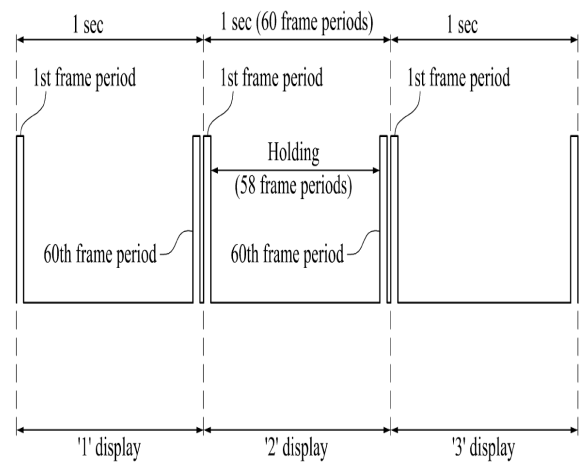 1 sec
1 sec (60 frame periods)
1 sec
1st frame period
1st frame period
1st frame period
Holding
(58 frame periods)
60th frame period
60th frame period
'1' display
'2' display
'3' display